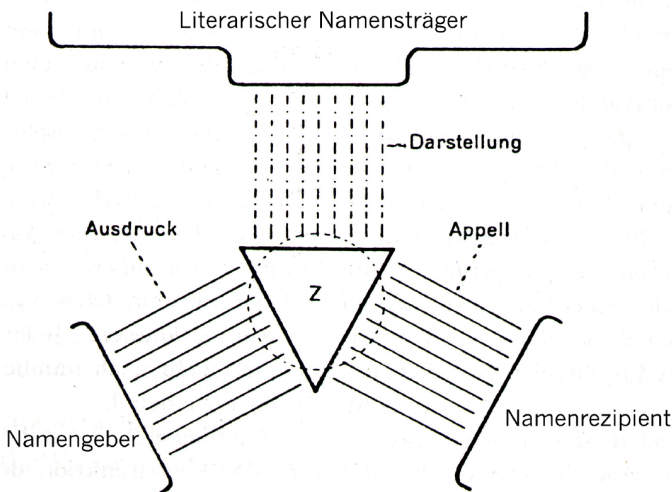 Literarischer Namensträger
Darstellung
Ausdruck
Appell
Z
Namengeber
Namenrezipient